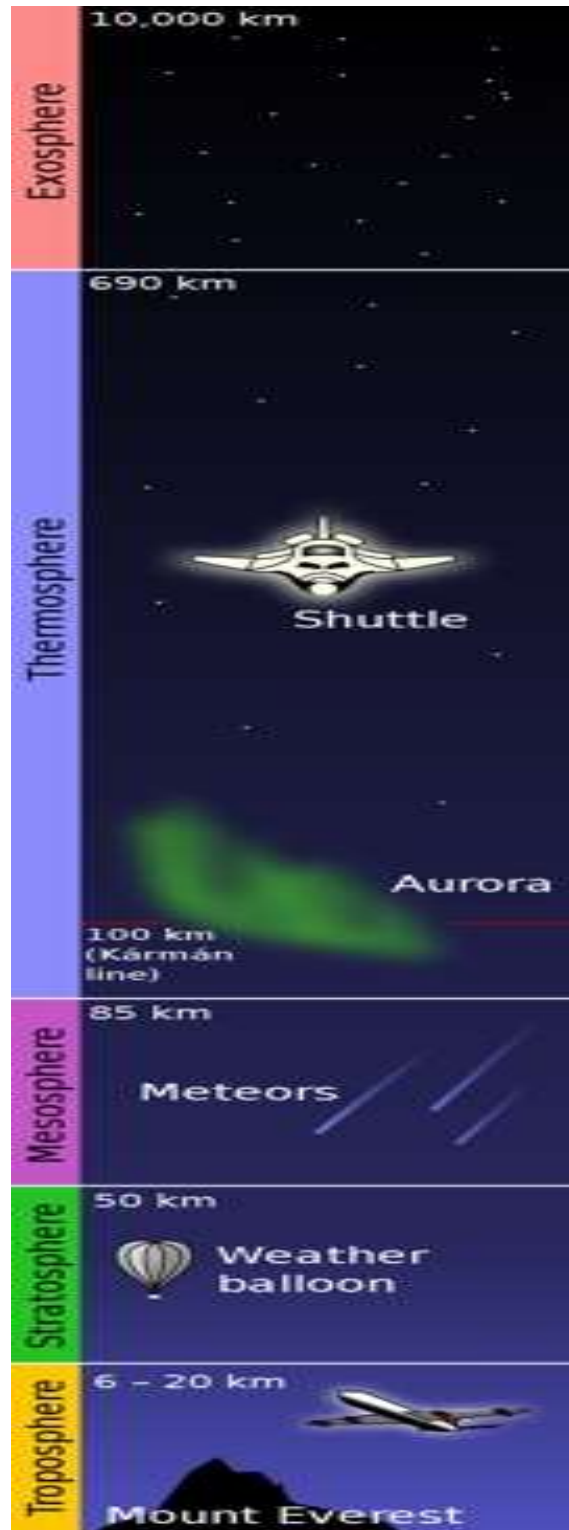 10,000 km
Exosphere
690 km
Thermosphere
Shuttle
Aurora
100 km
(Kármán
line)
85 km
Mesosphere
Meteors
50 km
Stratosphere
Weather
balloon
6 – 20 km
Troposphere
Mount Everest